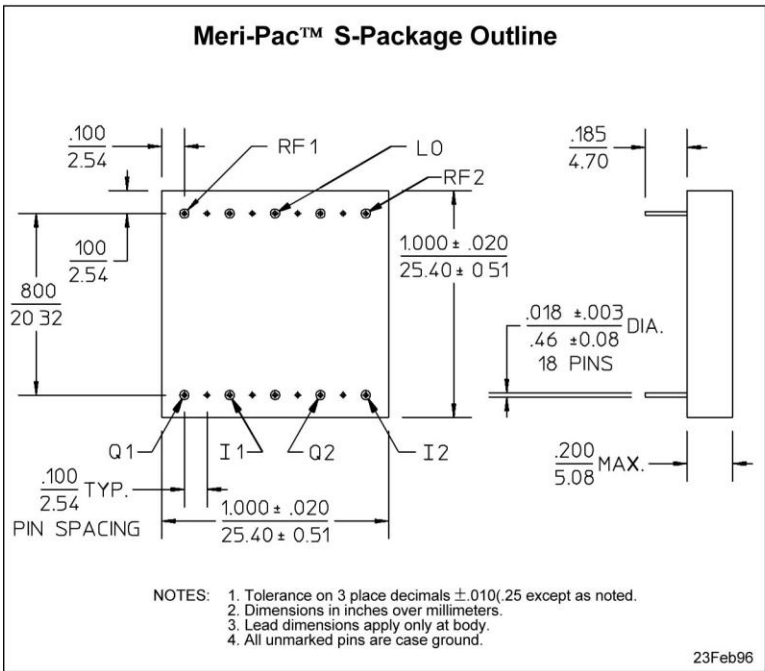 Meri-Pac™ S-Package Outline
.100
2.54
RF1
LO
RF2
.185
4.70
100
2.54
1.000 ± .020
25.40 ± 0.51
.800
20 32
.018 ±.003
.46 ±0.08
DIA.
18 PINS
Q1
I1
Q2
I2
.100
2.54
TYP.
PIN SPACING
1.000 ± .020
25.40 ± 0.51
.200
5.08
MAX.
NOTES: 1. Tolerance on 3 place decimals ±.010(.25 except as noted.
2. Dimensions in inches over millimeters.
3. Lead dimensions apply only at body.
4. All unmarked pins are case ground.
23Feb96